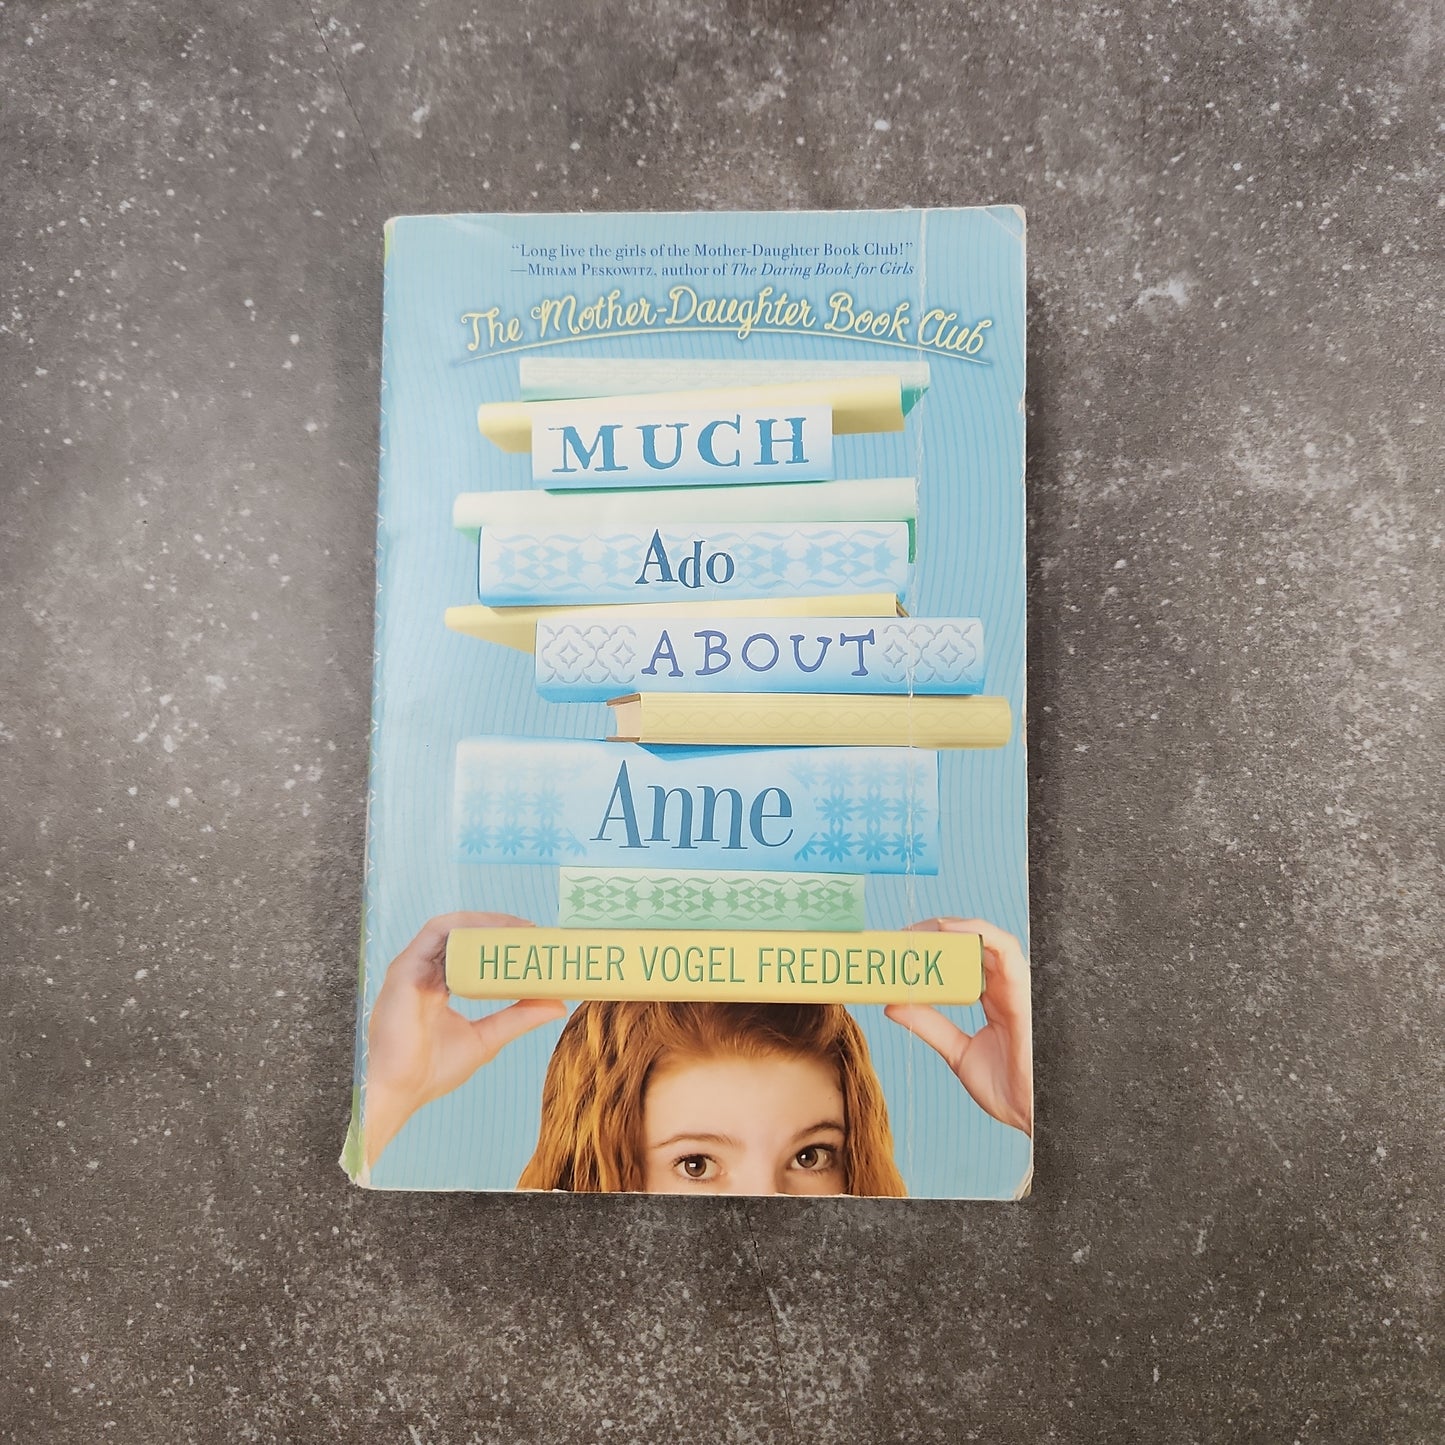 “Long live the girls of the Mother-Daughter Book Club!”
—Miriam Peskowitz, author of The Daring Book for Girls
The Mother-Daughter Book Club
MUCH
Ado
ABOUT
Anne
HEATHER VOGEL FREDERICK